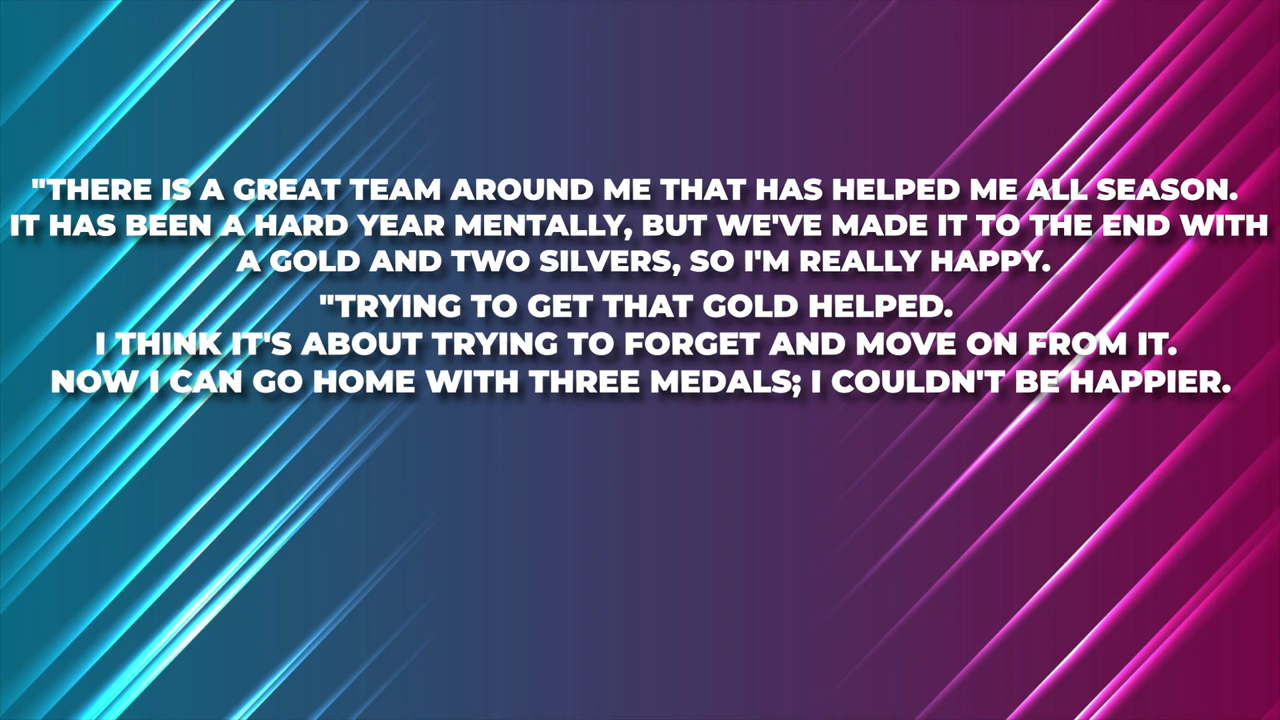 "THERE IS A GREAT TEAM AROUND ME THAT HAS HELPED ME ALL SEASON.
IT HAS BEEN A HARD YEAR MENTALLY, BUT WE'VE MADE IT TO THE END WITH
A GOLD AND TWO SILVERS, SO I'M REALLY HAPPY.
"TRYING TO GET THAT GOLD HELPED.
I THINK IT'S ABOUT TRYING TO FORGET AND MOVE ON FROM IT.
NOW I CAN GO HOME WITH THREE MEDALS; I COULDN'T BE HAPPIER.